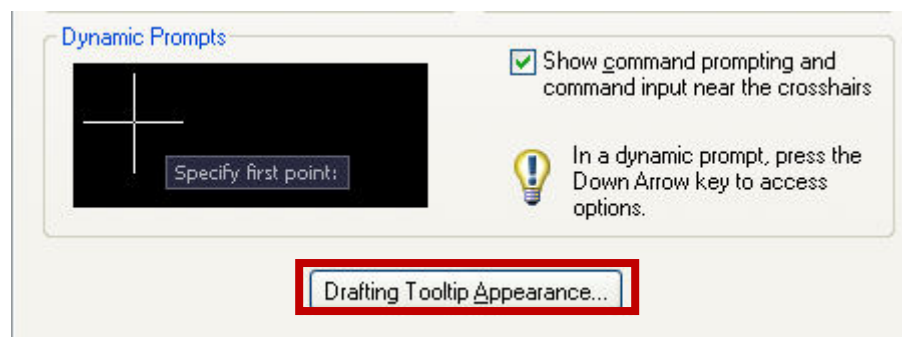 Dynamic Prompts
Show command prompting and
command input near the crosshairs
Specify first point:
In a dynamic prompt, press the
Down Arrow key to access
options.
Drafting Tooltip Appearance...